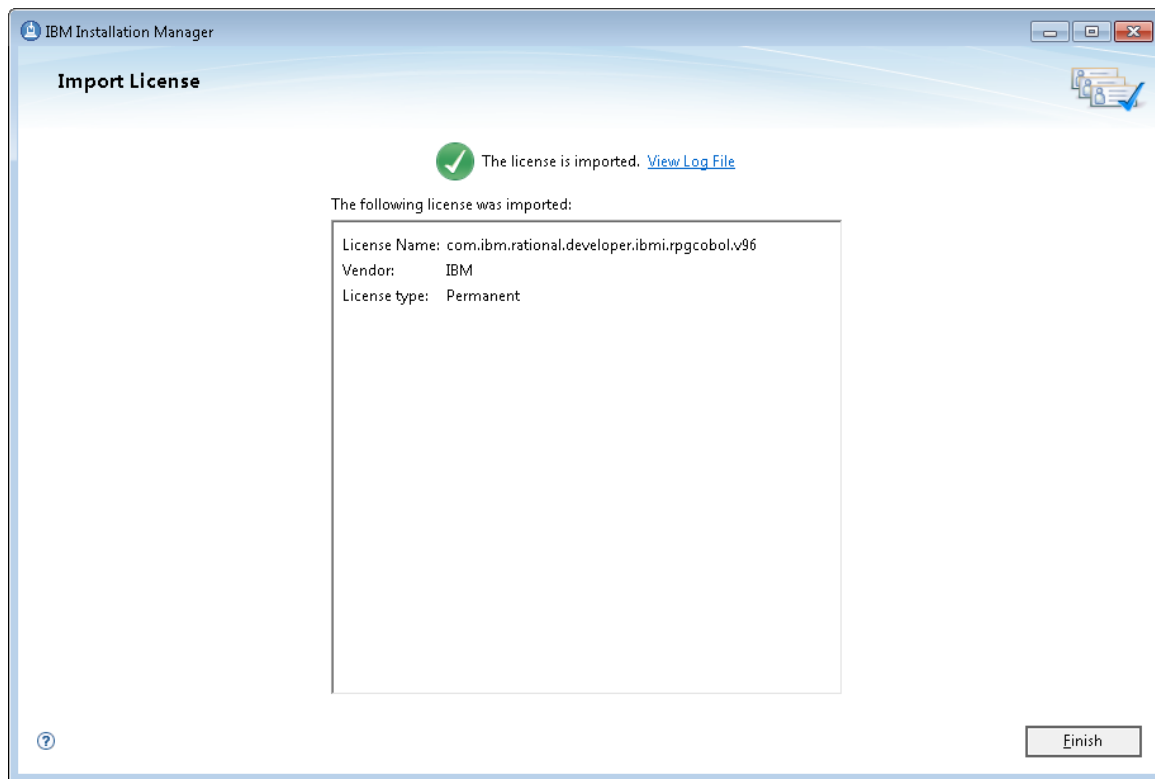 IBM Installation Manager
Import License
The license is imported. View Log File
The following license was imported:
License Name: com.ibm.rational.developer.ibmi.rpgcobol.v96
Vendor: IBM
License type: Permanent
?
Finish